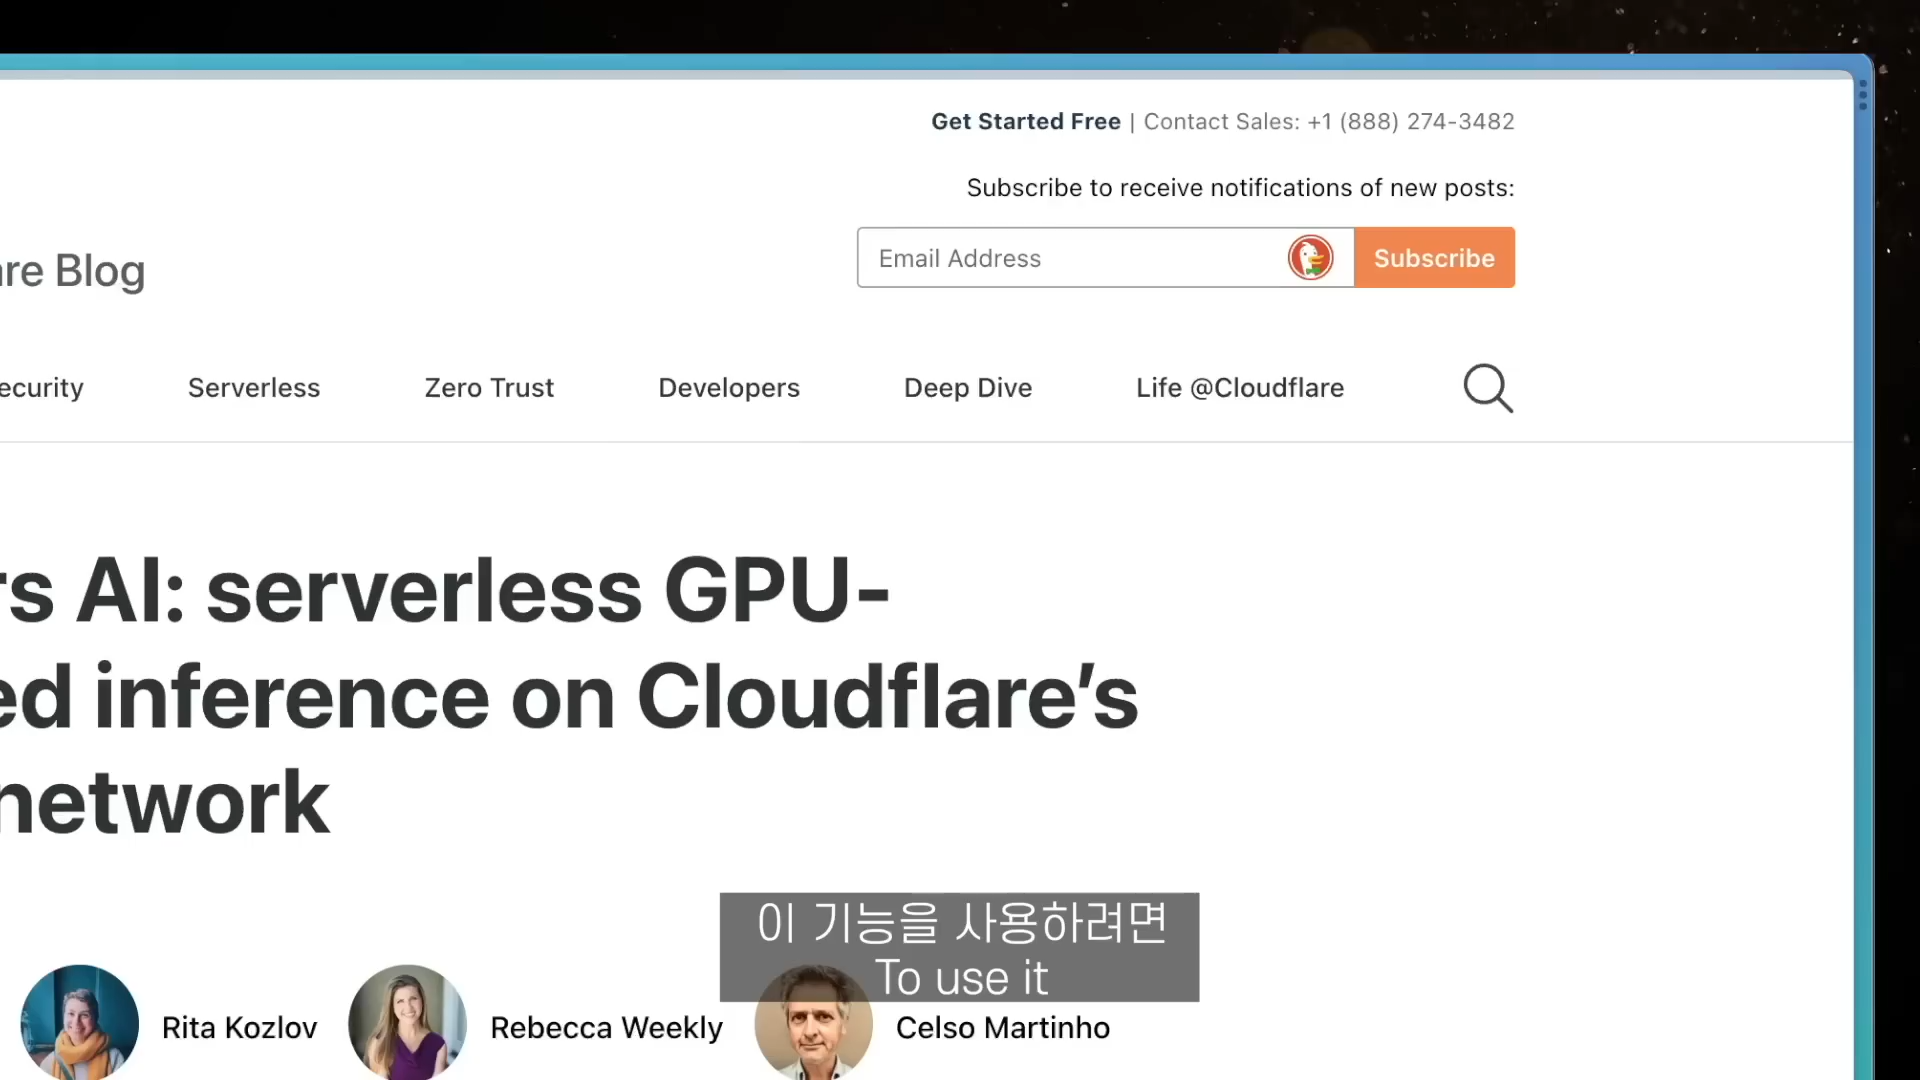 Get Started Free | Contact Sales: +1 (888) 274-3482
Subscribe to receive notifications of new posts:
Email Address
Subscribe
re Blog
ecurity
Serverless
Zero Trust
Developers
Deep Dive
Life @Cloudflare
rs AI: serverless GPU-
ed inference on Cloudflare’s
network
이 기능을 사용하려면
To use it
Rita Kozlov
Rebecca Weekly
Celso Martinho